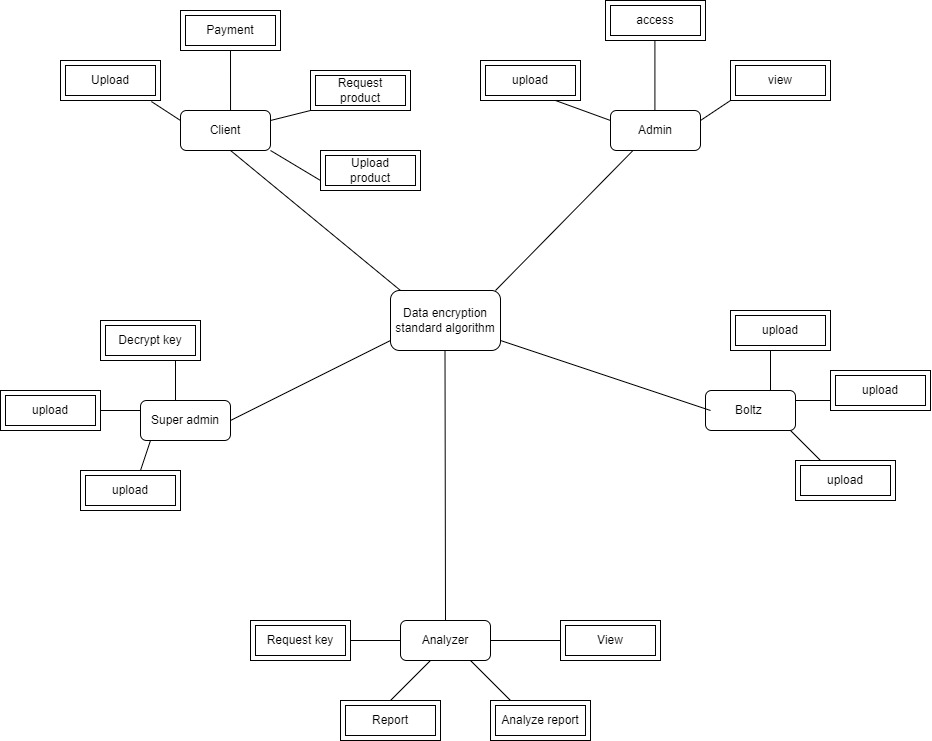 access
Payment
Upload
upload
view
Request
product
Client
Admin
Upload
product
Data encryption
standard algorithm
upload
Decrypt key
upload
upload
Boltz
Super admin
upload
upload
Request key
Analyzer
View
Report
Analyze report